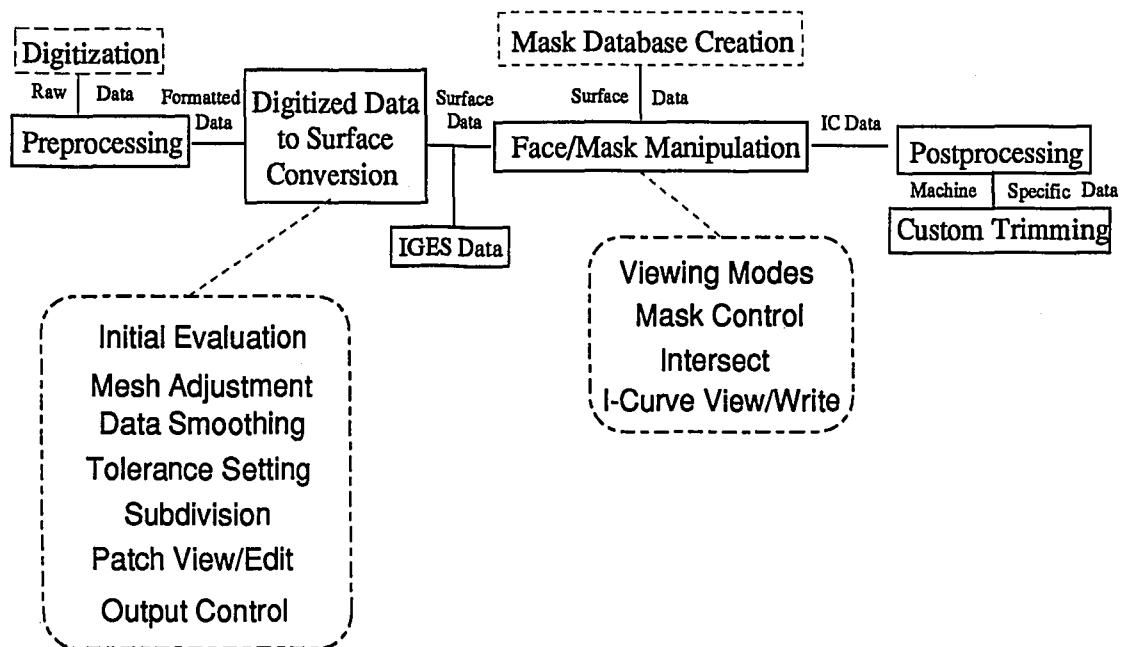 Digitization
Mask Database Creation
Raw Data
Formatted Data
Surface Data
Surface Data
IC Data
Preprocessing
Digitized Data
to Surface
Conversion
Face/Mask Manipulation
Postprocessing
Machine Specific Data
Custom Trimming
IGES Data
Initial Evaluation
Mesh Adjustment
Data Smoothing
Tolerance Setting
Subdivision
Patch View/Edit
Output Control
Viewing Modes
Mask Control
Intersect
I-Curve View/Write